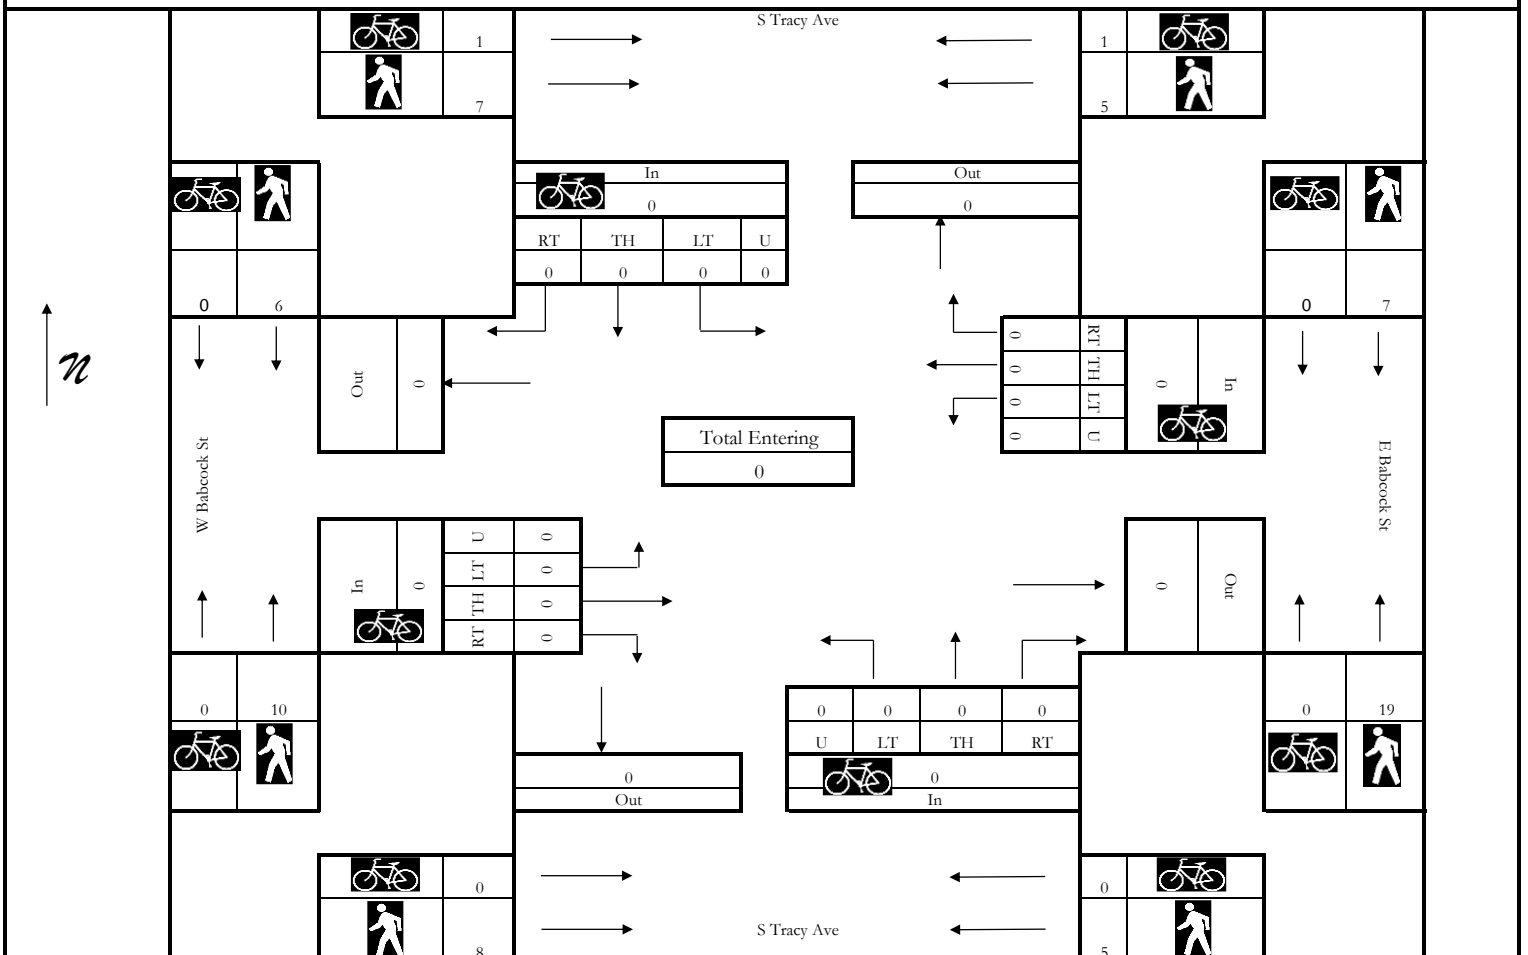 S Tracy Ave
1
1
7
5
In
Out
0
0
RT TH LT U
0 0 0 0
0 6
0 7
n
Out 0
0 RT
0 TH
0 LT
0 U
0 In
Total Entering
0
W Babcock St
E Babcock St
In 0
U 0
LT 0
TH 0
RT 0
0 Out
0 10
0 0 0 0
U LT TH RT
0 19
0
Out
0
In
0
0
8
5
S Tracy Ave